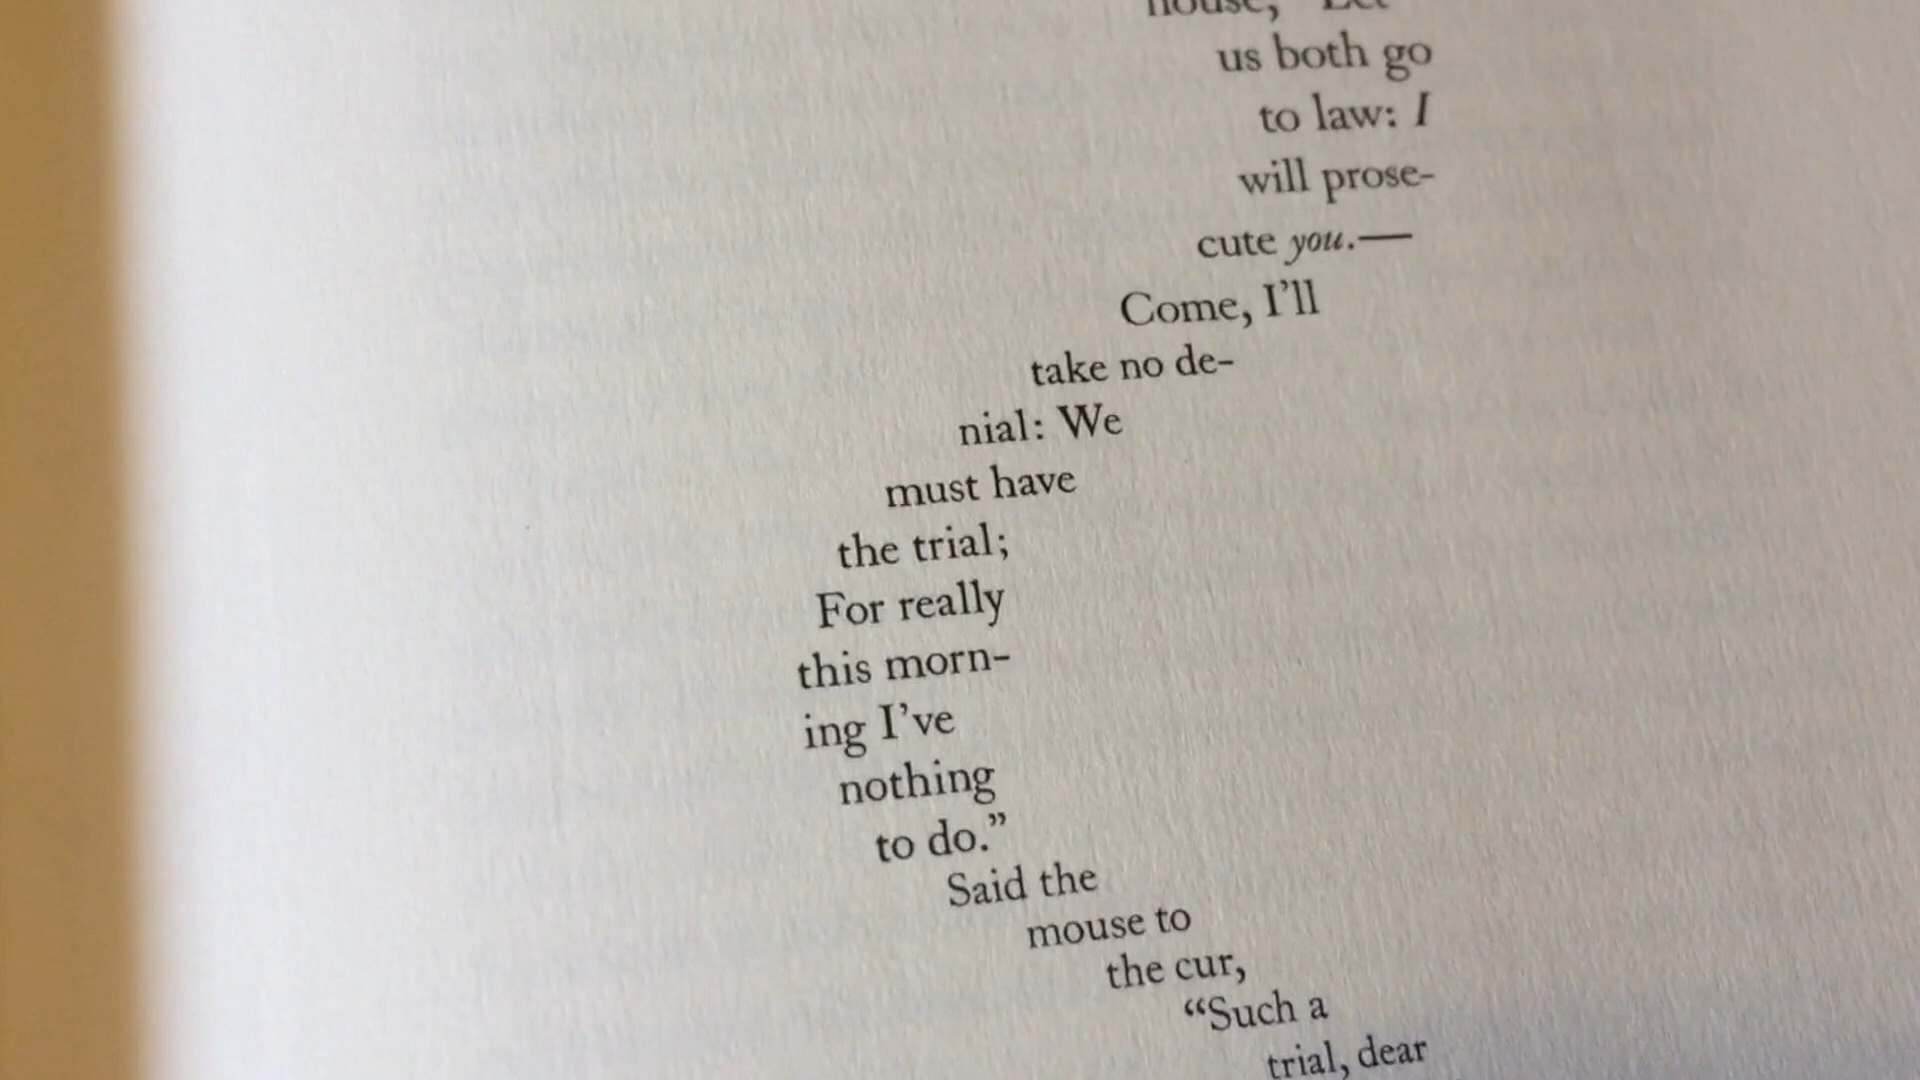 house, "Let
us both go
to law: I
will prose-
cute you.—
Come, I’ll
take no de-
nial: We
must have
the trial;
For really
this morn-
ing I’ve
nothing
to do.”
Said the
mouse to
the cur,
“Such a
trial, dear